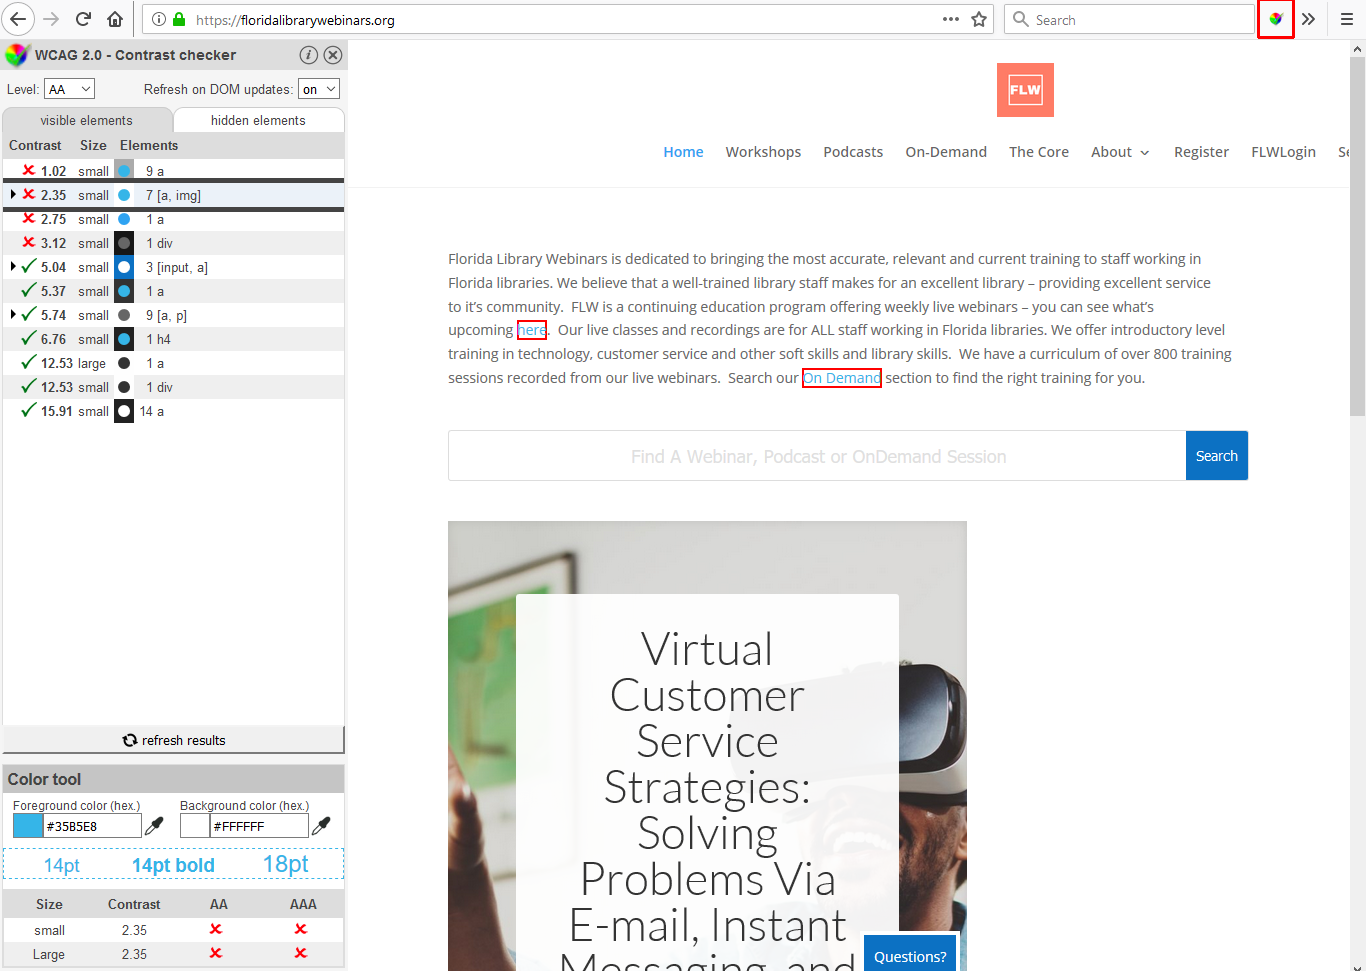 https://floridalibrarywebinars.org
Search
WCAG 2.0 - Contrast checker
Level: AA
Refresh on DOM updates: on
visible elements
hidden elements
Contrast Size Elements
1.02 small 9 a
2.35 small 7 [a, img]
2.75 small 1 a
3.12 small 1 div
5.04 small 3 [input, a]
5.37 small 1 a
5.74 small 9 [a, p]
6.76 small 1 h4
12.53 large 1 a
12.53 small 1 div
15.91 small 14 a
refresh results
Color tool
Foreground color (hex.) Background color (hex.)
#35B5E8 #FFFFFF
14pt 14pt bold 18pt
Size Contrast AA AAA
small 2.35
Large 2.35
FLW
Home Workshops Podcasts On-Demand The Core About Register FLWLogin Se
Florida Library Webinars is dedicated to bringing the most accurate, relevant and current training to staff working in
Florida libraries. We believe that a well-trained library staff makes for an excellent library – providing excellent service
to it’s community.  FLW is a continuing education program offering weekly live webinars – you can see what’s
upcoming here.  Our live classes and recordings are for ALL staff working in Florida libraries. We offer introductory level
training in technology, customer service and other soft skills and library skills.  We have a curriculum of over 800 training
sessions recorded from our live webinars.  Search our On Demand section to find the right training for you.
Find A Webinar, Podcast or OnDemand Session
Search
Virtual
Customer
Service
Strategies:
Solving
Problems Via
E-mail, Instant
Messaging, and
Questions?